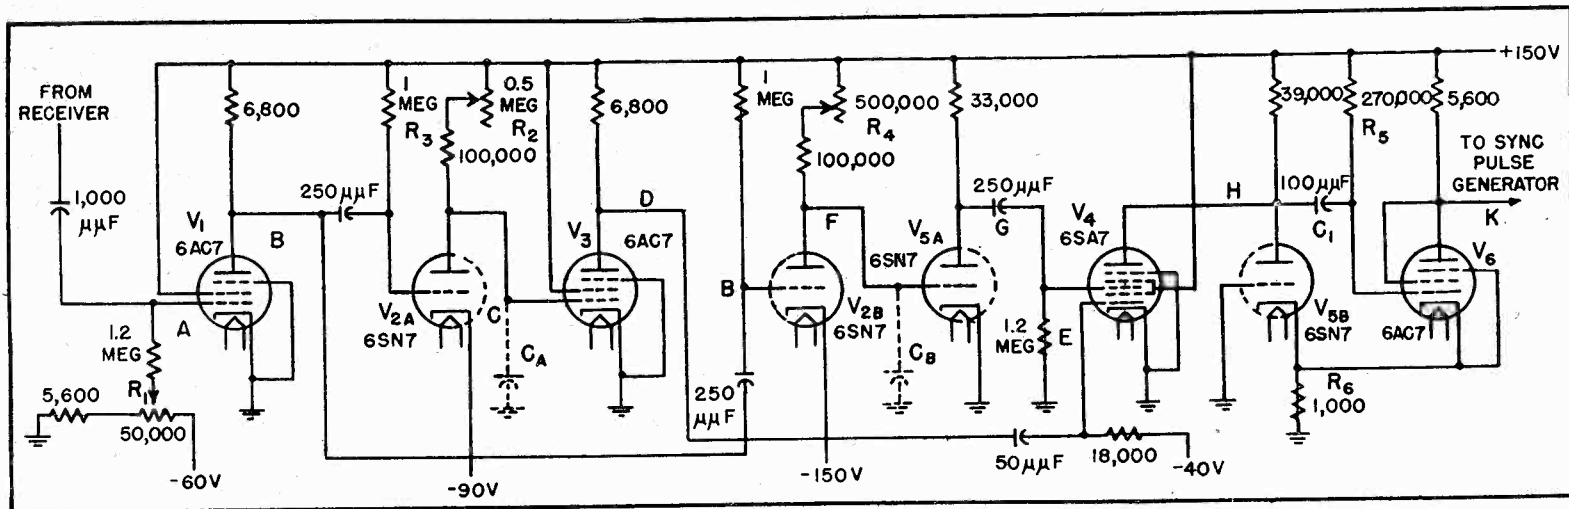 +150V
FROM
RECEIVER
1,000
μμF
6,800
250μμF
V1
6AC7
B
A
1.2
MEG
R1
5,600
50,000
-60V
1
MEG
R3
0.5
MEG
R2
100,000
V2A
6SN7
C
CA
-90V
6,800
D
V3
6AC7
1
MEG
B
250
μμF
500,000
R4
100,000
F
V2B
6SN7
-150V
33,000
V5A
6SN7
CB
250μμF
G
1.2
MEG
E
V4
6SA7
50μμF
18,000
-40V
H
39,000
V5B
6SN7
100μμF
C1
270,000
R5
5,600
R6
1,000
V6
6AC7
TO SYNC
PULSE
GENERATOR
K